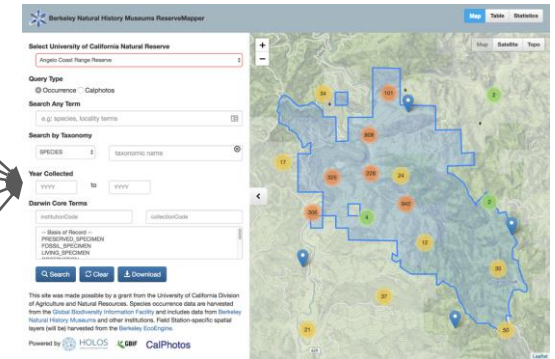 Berkeley Natural History Museums ReserveMapper
Map Table Statistics
Select University of California Natural Reserve
Angelo Coast Range Reserve
Query Type
Occurrence Calphotos
Search Any Term
e.g: species, locality terms
Search by Taxonomy
SPECIES taxonomic name
Year Collected
YYYY to YYYY
Darwin Core Terms
institutionCode collectionCode
-- Basis of Record --
PRESERVED_SPECIMEN
FOSSIL_SPECIMEN
LIVING_SPECIMEN
Search Clear Download
This site was made possible by a grant from the University of California Division
of Agriculture and Natural Resources. Species occurrence data are harvested
from the Global Biodiversity Information Facility and includes data from Berkeley
Natural History Museums and other institutions. Field Station-specific spatial
layers (will be) harvested from the Berkeley EcoEngine.
Powered by HOLOS GBIF CalPhotos
+
−
Map Satellite Topo
34
101
2
17
325
226
24
306
4
2
12
37
21
50
Leaflet